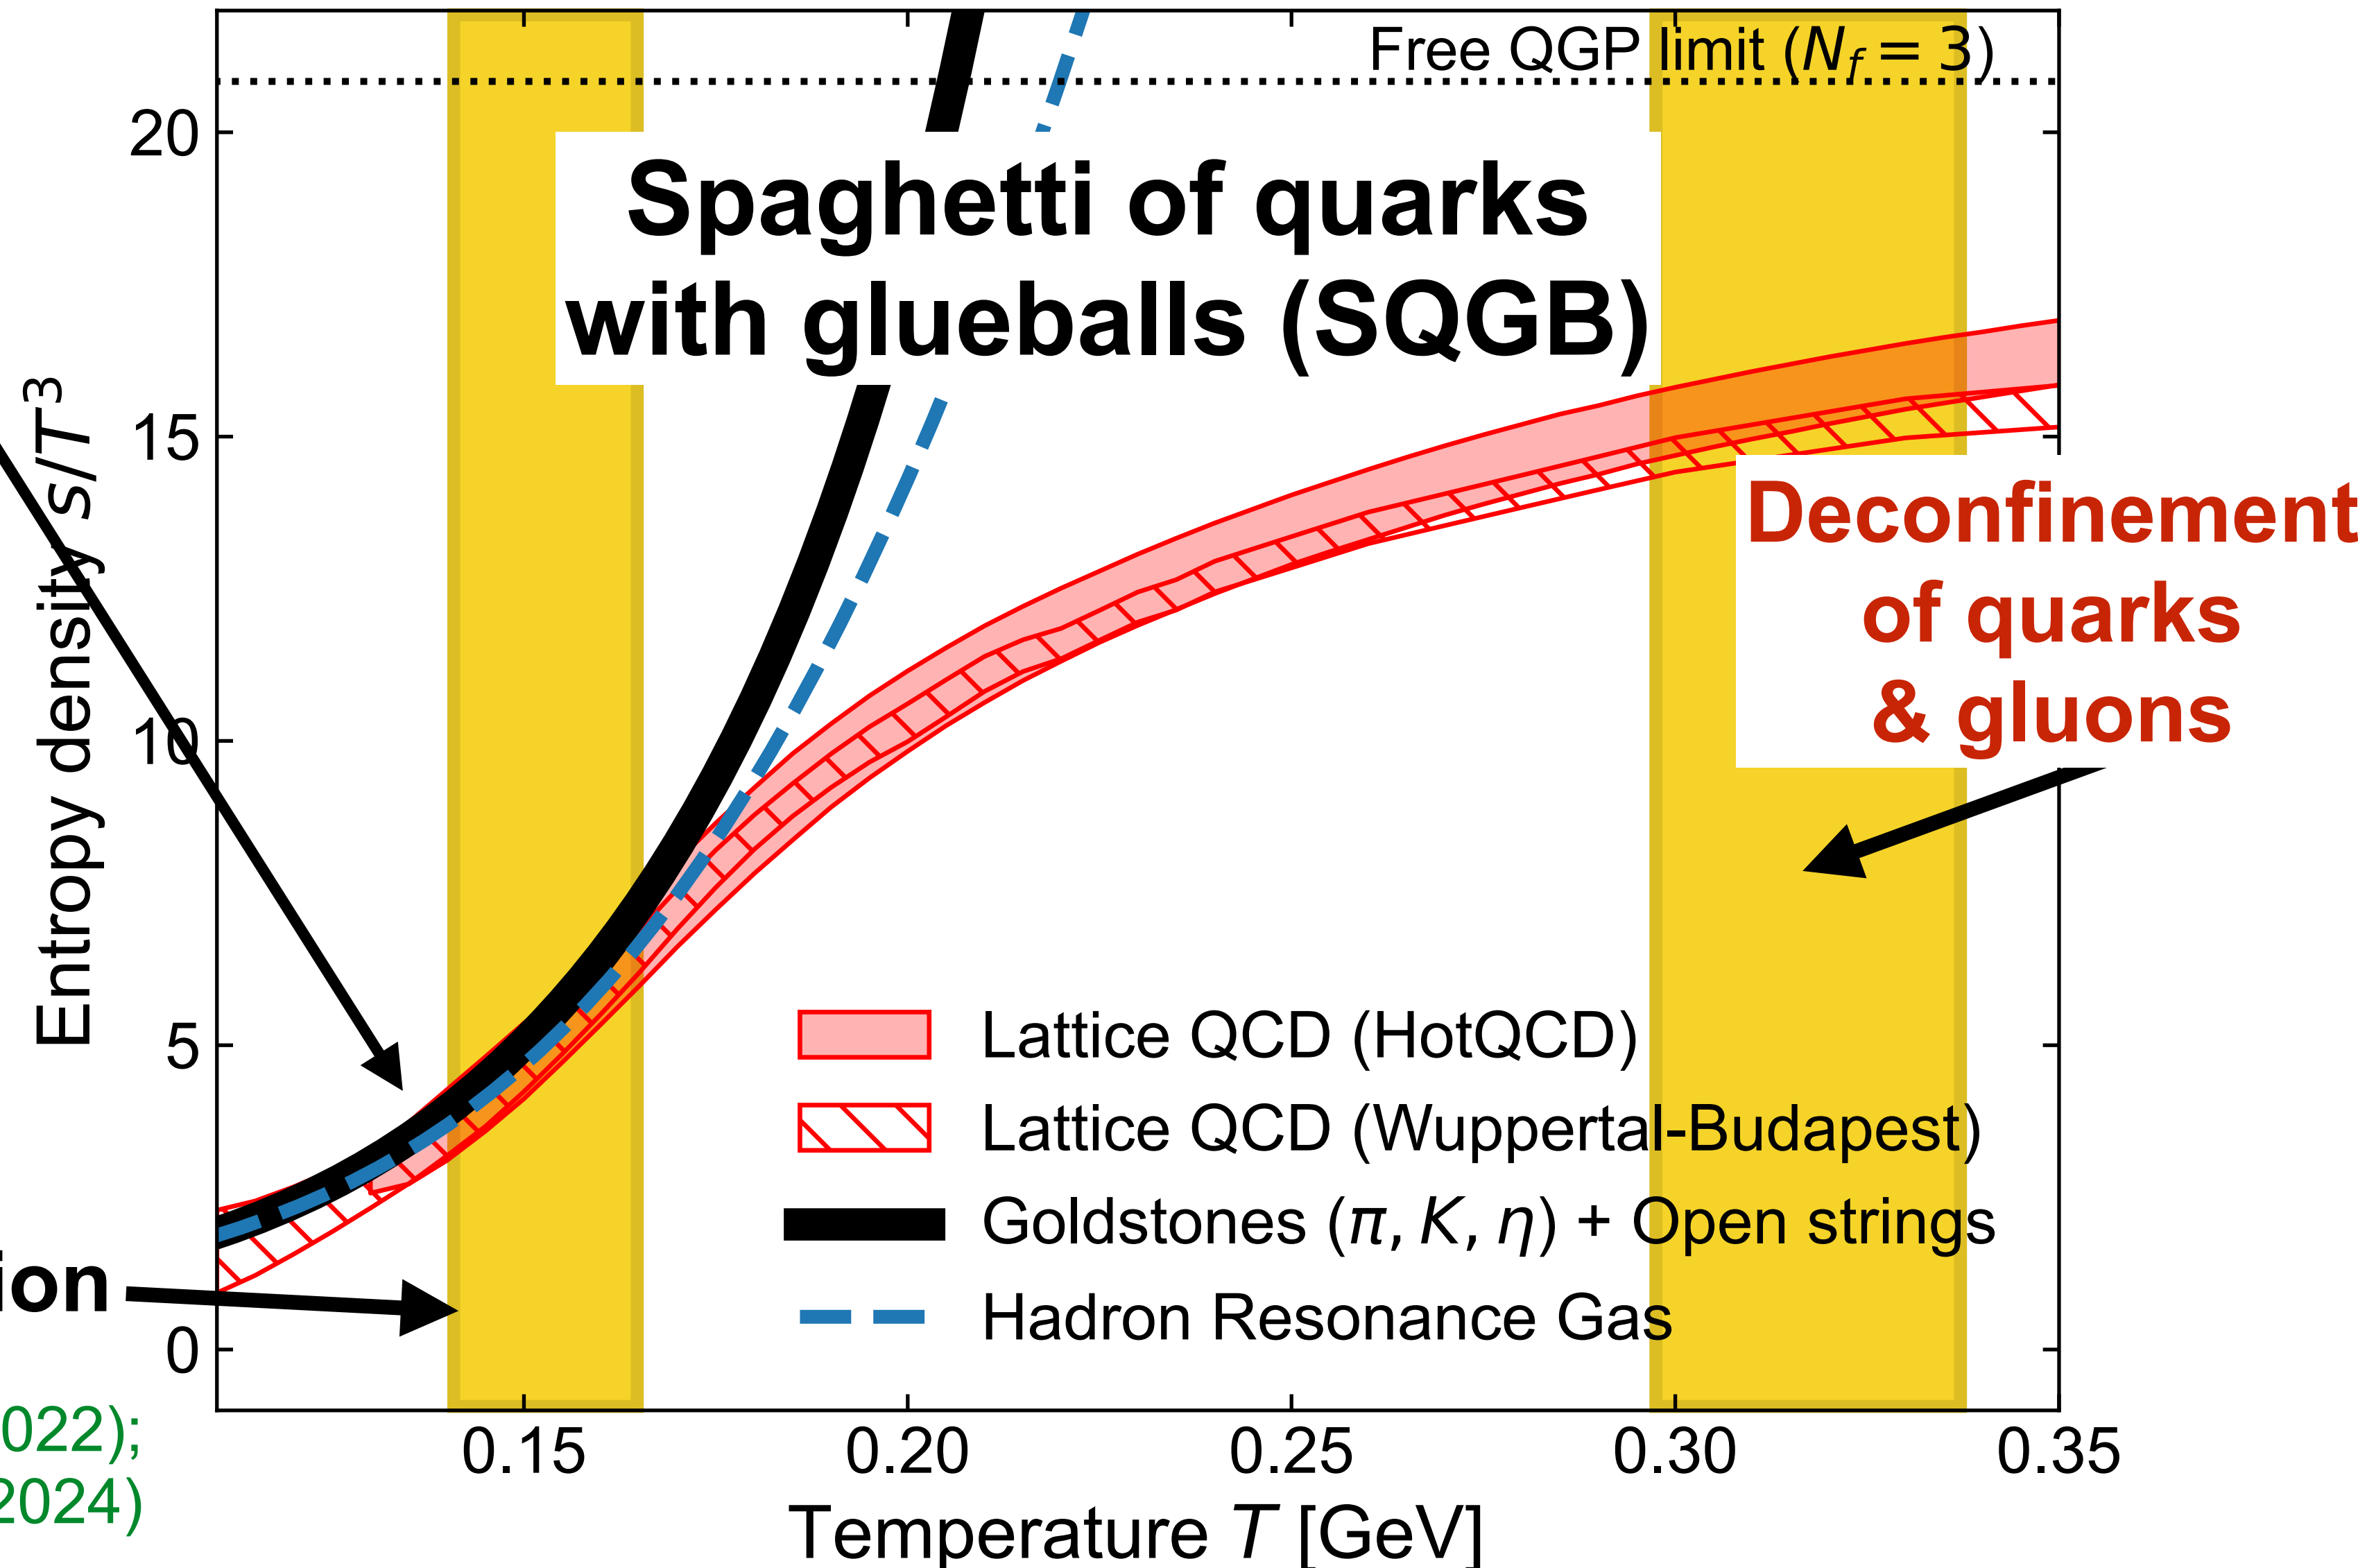 Free QGP limit (N_f = 3)
20
Spaghetti of quarks
with glueballs (SQGB)
15
Entropy density s/T³
Deconfinement
of quarks
& gluons
10
Lattice QCD (HotQCD)
5
Lattice QCD (Wuppertal-Budapest)
Goldstones (π, K, η) + Open strings
ion
Hadron Resonance Gas
0
022);
2024)
0.15 0.20 0.25 0.30 0.35
Temperature T [GeV]